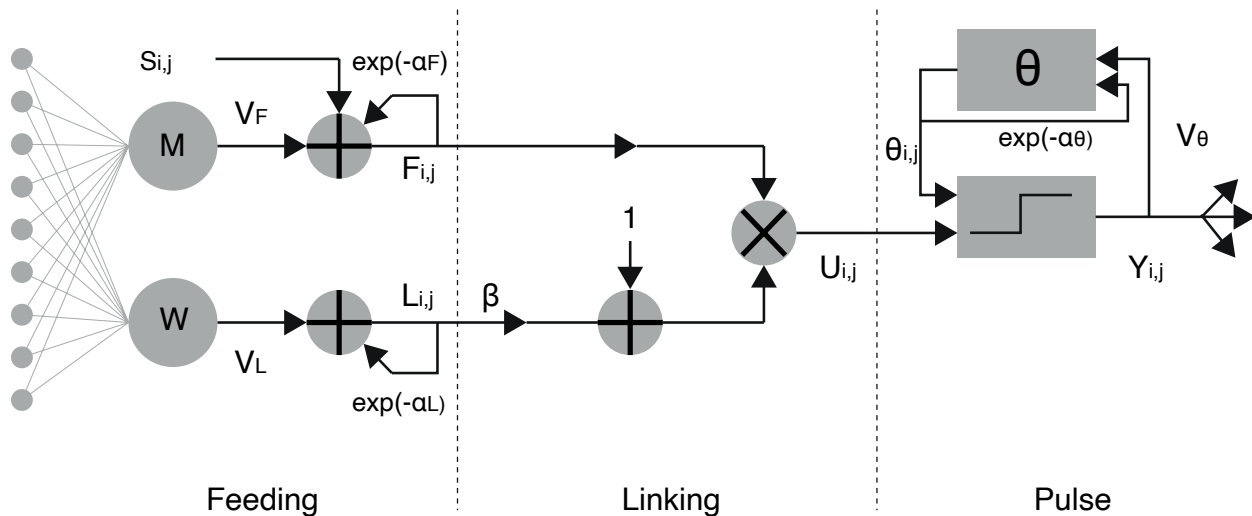 Si,j
exp(-αF)
θ
M
VF
Fi,j
exp(-αθ)
Vθ
θi,j
1
W
Li,j
β
Ui,j
Yi,j
VL
exp(-αL)
Feeding
Linking
Pulse